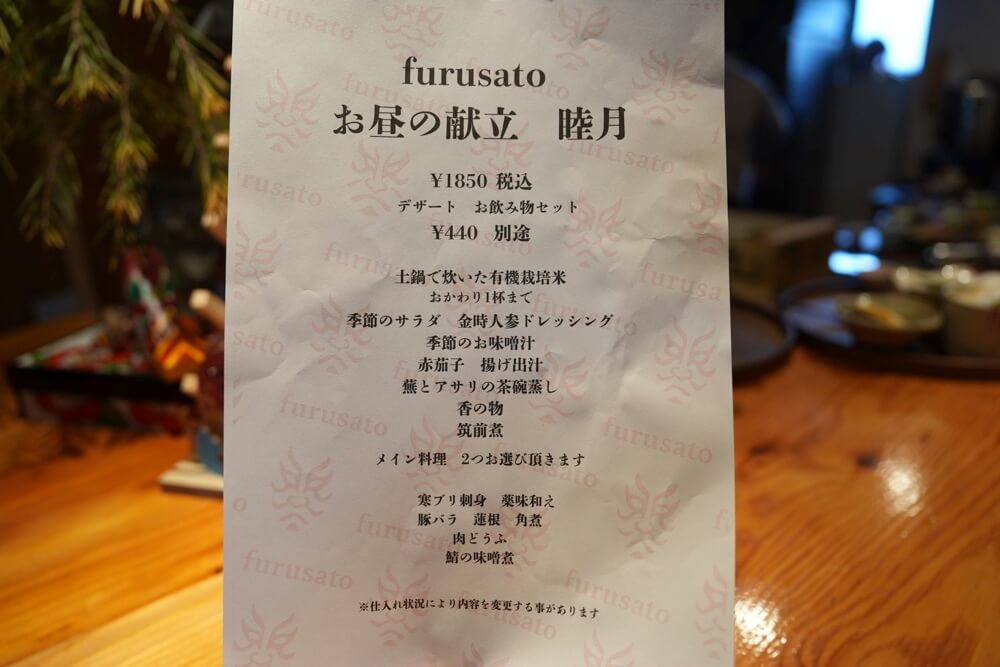 furusato
お昼の献立　睦月
¥1850 税込
デザート　お飲み物セット
¥440　別途
土鍋で炊いた有機栽培米
おかわり1杯まで
季節のサラダ　金時人参ドレッシング
季節のお味噌汁
赤茄子　揚げ出汁
蕪とアサリの茶碗蒸し
香の物
筑前煮
メイン料理　2つお選び頂きます
寒ブリ刺身　薬味和え
豚バラ　蓮根　角煮
肉どうふ
鯖の味噌煮
※仕入れ状況により内容を変更する事があります